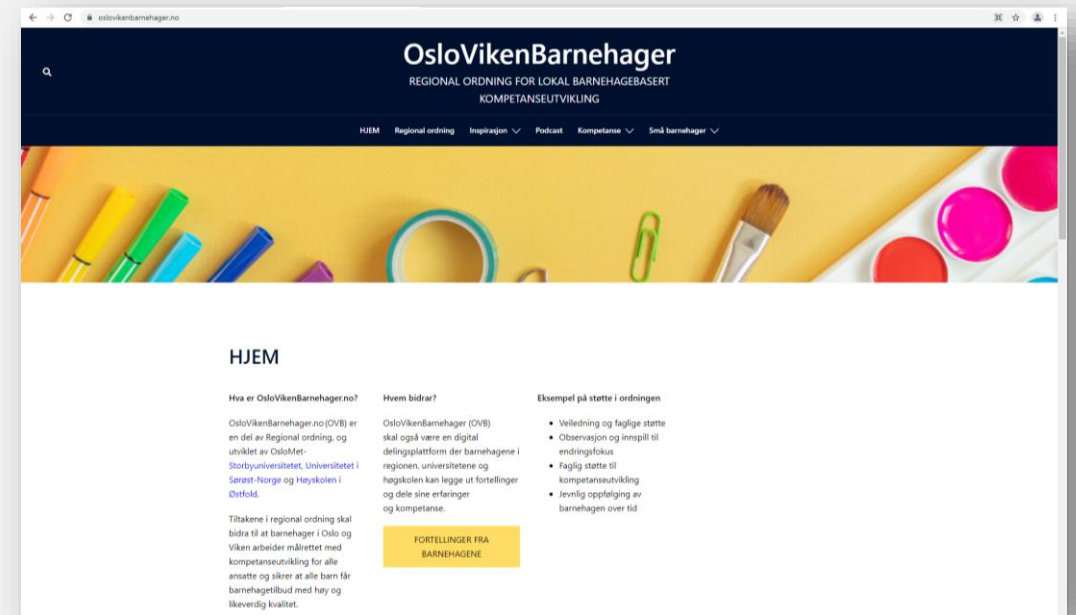 oslovikenbarnehager.no
OsloVikenBarnehager
REGIONAL ORDNING FOR LOKAL BARNEHAGEBASERT
KOMPETANSEUTVIKLING
HJEM Regional ordning Inspirasjon Podcast Kompetanse Små barnehager
HJEM
Hva er OsloVikenBarnehager.no?
OsloVikenBarnehager.no (OVB) er
en del av Regional ordning, og
utviklet av OsloMet-
Storbyuniversitetet, Universitetet i
Sørøst-Norge og Høyskolen i
Østfold.
Tiltakene i regional ordning skal
bidra til at barnehager i Oslo og
Viken arbeider målrettet med
kompetanseutvikling for alle
ansatte og sikrer at alle barn får
barnehagetilbud med høy og
likeverdig kvalitet.
Hvem bidrar?
OsloVikenBarnehager (OVB)
skal også være en digital
delingsplattform der barnehagene i
regionen, universitetene og
høgskolen kan legge ut fortellinger
og dele sine erfaringer
og kompetanse.
FORTELLINGER FRA
BARNEHAGENE
Eksempel på støtte i ordningen
• Veiledning og faglige støtte
• Observasjon og innspill til
endringsfokus
• Faglig støtte til
kompetanseutvikling
• Jevnlig oppfølging av
barnehagen over tid